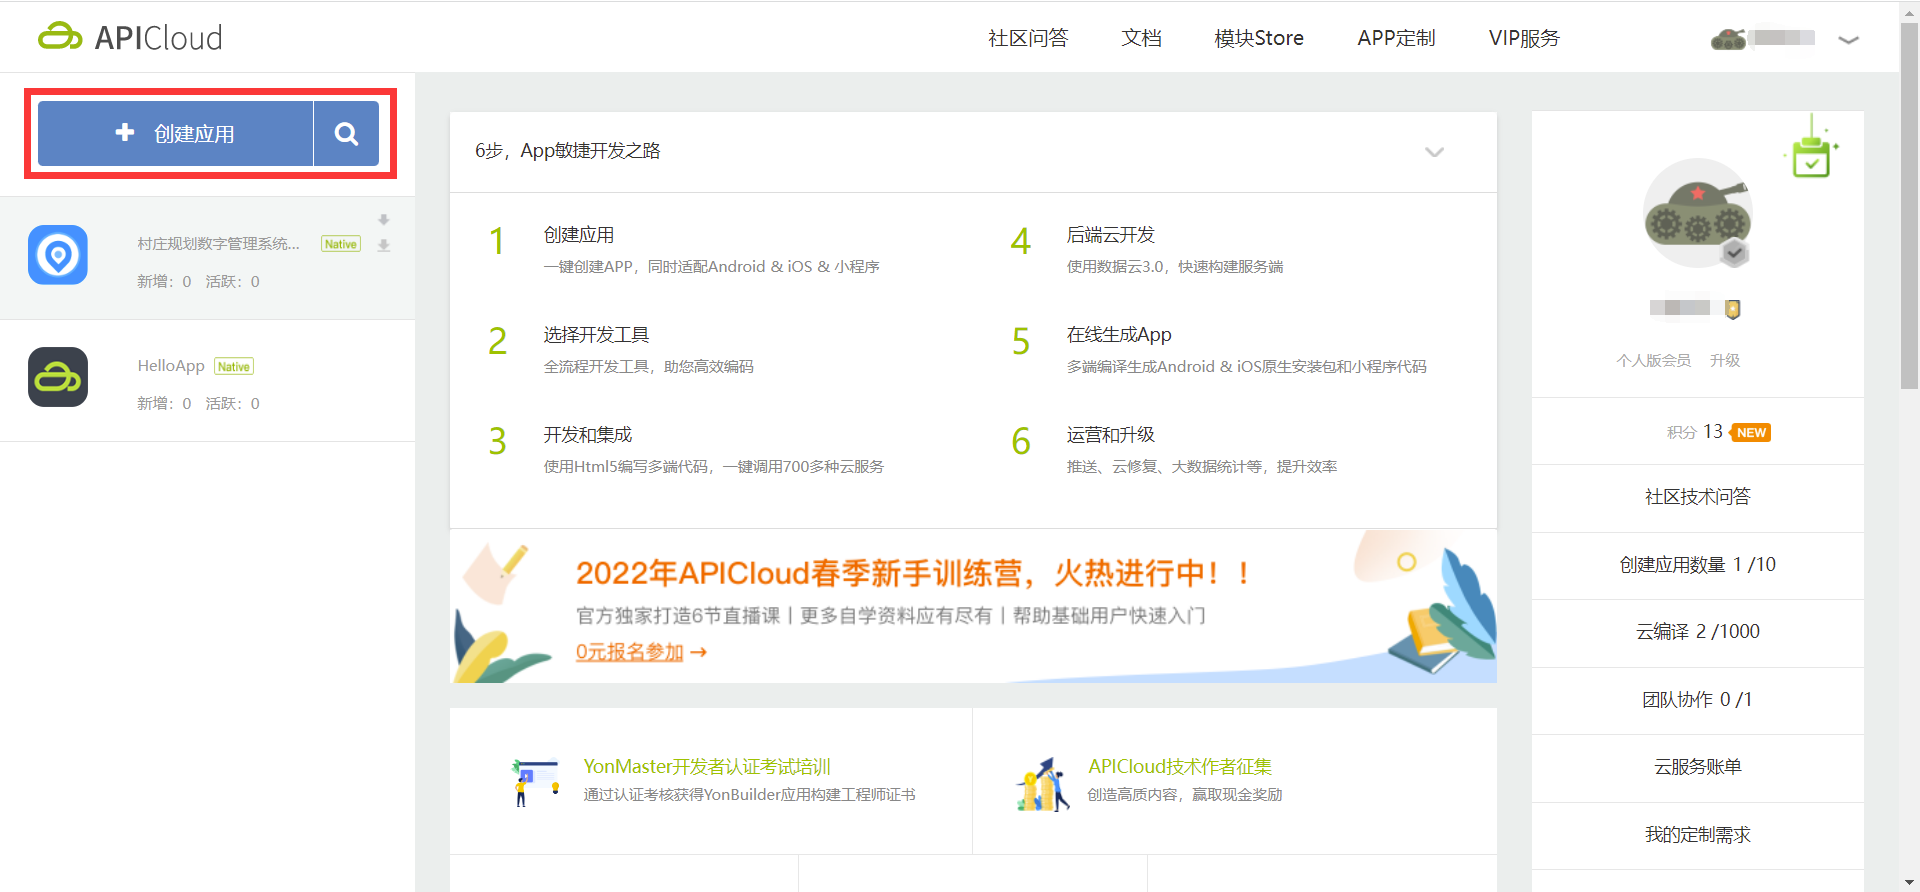 APICloud
社区问答
文档
模块Store
APP定制
VIP服务
创建应用
村庄规划数字管理系统...
Native
新增：0 活跃：0
HelloApp
Native
新增：0 活跃：0
6步，App敏捷开发之路
1
创建应用
一键创建APP，同时适配Android & iOS & 小程序
2
选择开发工具
全流程开发工具，助您高效编码
3
开发和集成
使用Html5编写多端代码，一键调用700多种云服务
4
后端云开发
使用数据云3.0，快速构建服务端
5
在线生成App
多端编译生成Android & iOS原生安装包和小程序代码
6
运营和升级
推送、云修复、大数据统计等，提升效率
2022年APICloud春季新手训练营，火热进行中！！
官方独家打造6节直播课 | 更多自学资料应有尽有 | 帮助基础用户快速入门
0元报名参加 →
YonMaster开发者认证考试培训
通过认证考核获得YonBuilder应用构建工程师证书
APICloud技术作者征集
创造高质内容，赢取现金奖励
个人版会员 升级
积分 13 NEW
社区技术问答
创建应用数量 1 /10
云编译 2 /1000
团队协作 0 /1
云服务账单
我的定制需求